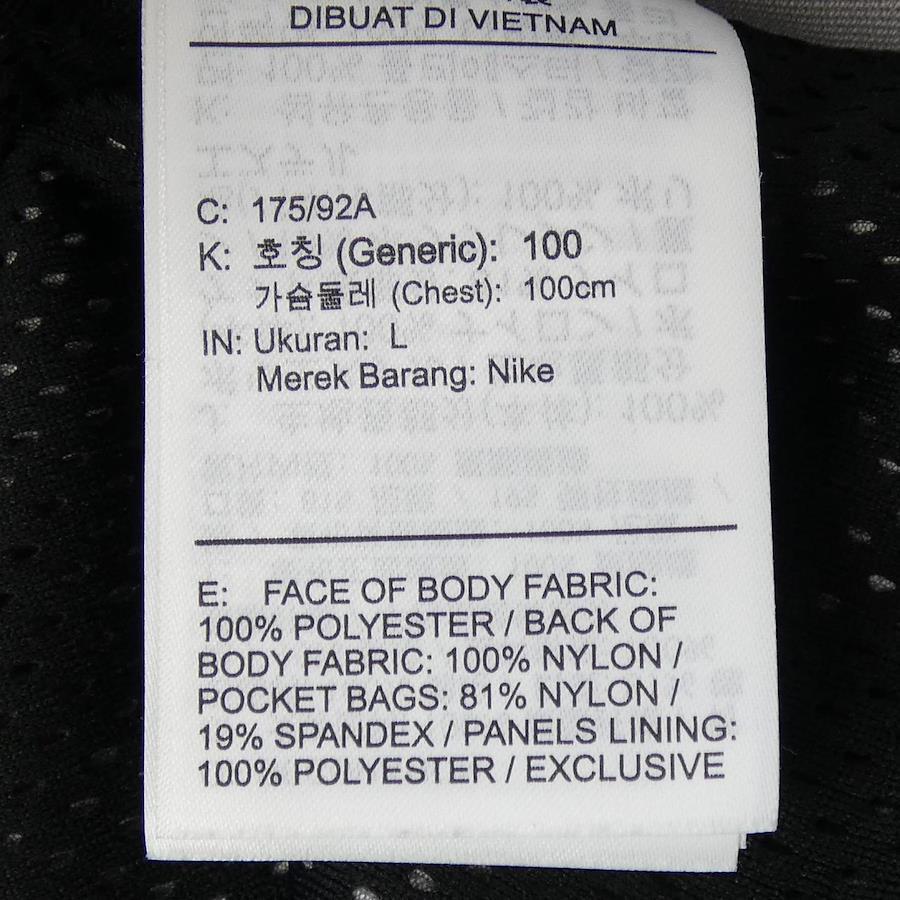 DIBUAT DI VIETNAM
C: 175/92A
K: 호칭 (Generic): 100
가슴둘레 (Chest): 100cm
IN: Ukuran: L
Merek Barang: Nike
E: FACE OF BODY FABRIC:
100% POLYESTER / BACK OF
BODY FABRIC: 100% NYLON /
POCKET BAGS: 81% NYLON /
19% SPANDEX / PANELS LINING:
100% POLYESTER / EXCLUSIVE